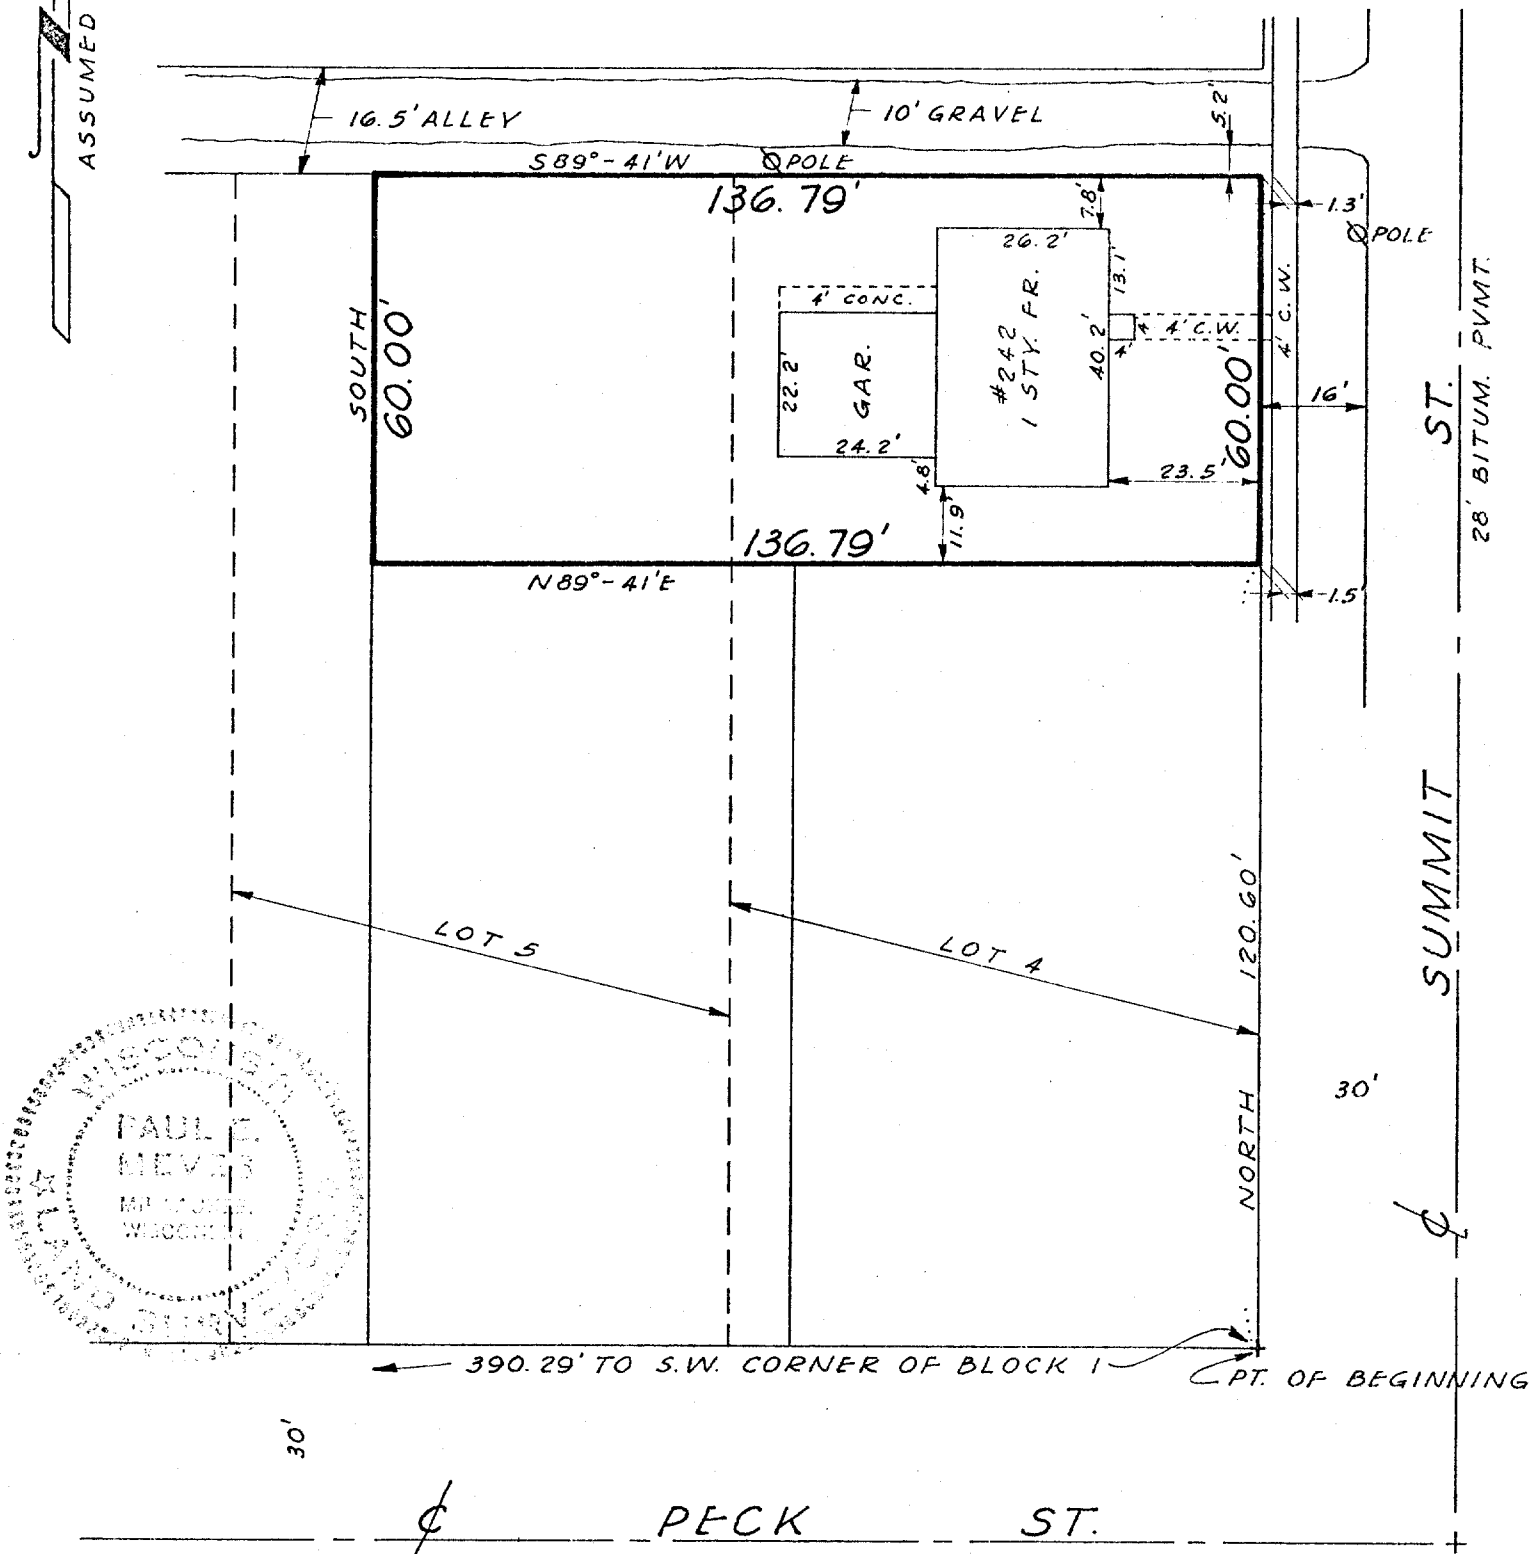 ASSUMED
16.5' ALLEY
10' GRAVEL
5.2'
S89°-41'W
POLE
136.79'
7.8'
1.3'
POLE
26.2'
13.1'
SOUTH
60.00'
4' CONC.
#242
1 STY. FR.
40.2'
4
4'
4' C.W.
4' C.W.
22.2'
GAR.
24.2'
4.8'
60.00'
16'
23.5'
11.9'
136.79'
N89°-41'E
1.5'
28' BITUM. PVMT.
SUMMIT ST.
LOT 5
LOT 4
NORTH 120.60'
30'
WISCONSIN
PAUL
LAND
390.29' TO S.W. CORNER OF BLOCK 1
PT. OF BEGINNING
30'
℄ PECK ST.
℄